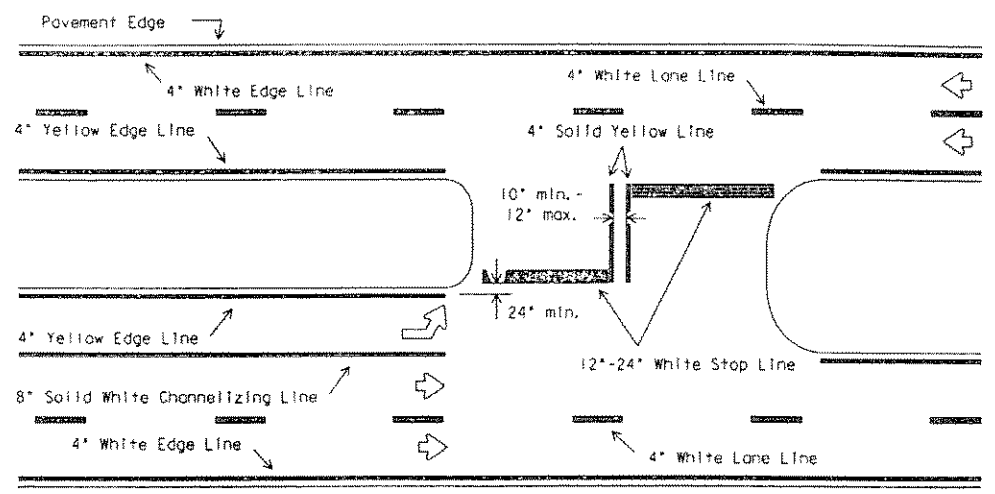 Pavement Edge
4" White Edge Line
4" White Lane Line
4" Yellow Edge Line
4" Solid Yellow Line
10" min.-
12" max.
24" min.
4" Yellow Edge Line
12"-24" White Stop Line
8" Solid White Channelizing Line
4" White Edge Line
4" White Lane Line